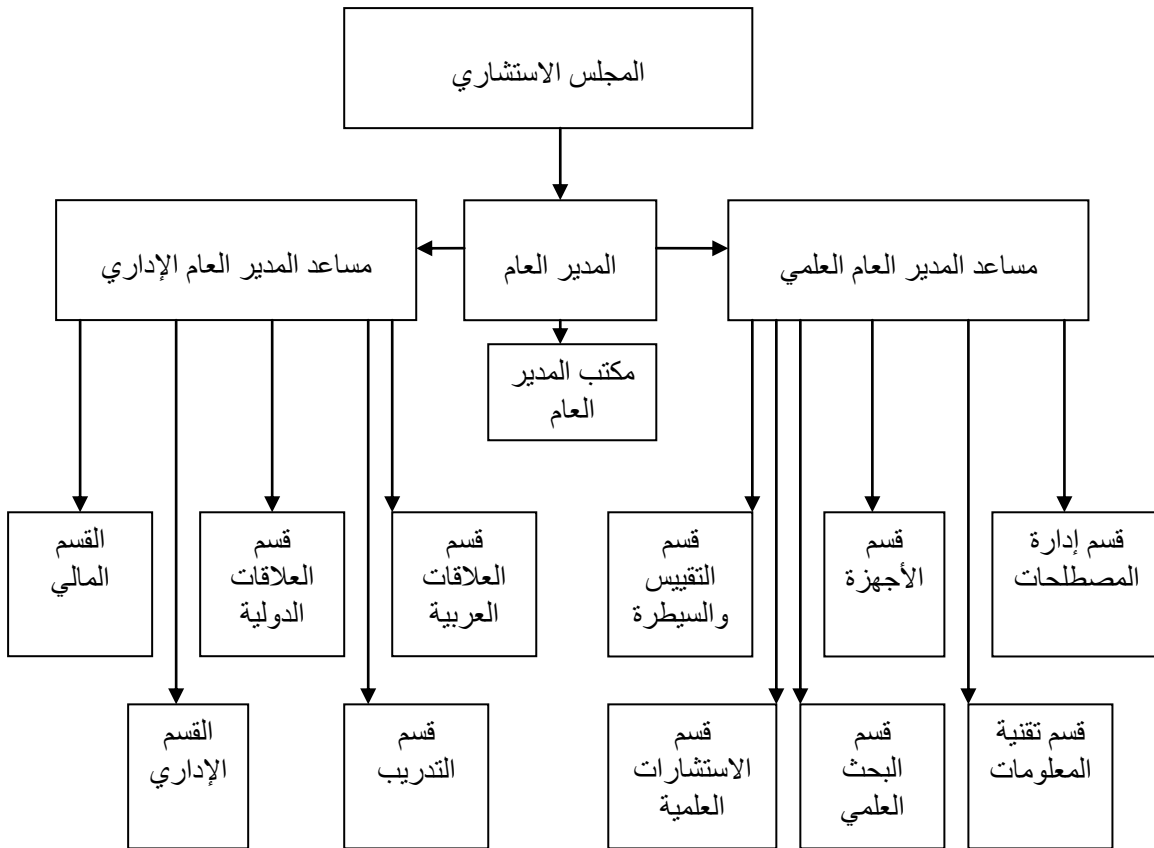 المجلس الاستشاري
مساعد المدير العام العلمي
المدير العام
مساعد المدير العام الإداري
مكتب المدير
العام
قسم إدارة
المصطلحات
قسم
الأجهزة
قسم
التقييس
والسيطرة
قسم
العلاقات
العربية
قسم
العلاقات
الدولية
القسم
المالي
قسم تقنية
المعلومات
قسم
البحث
العلمي
قسم
الاستشارات
العلمية
قسم
التدريب
القسم
الإداري